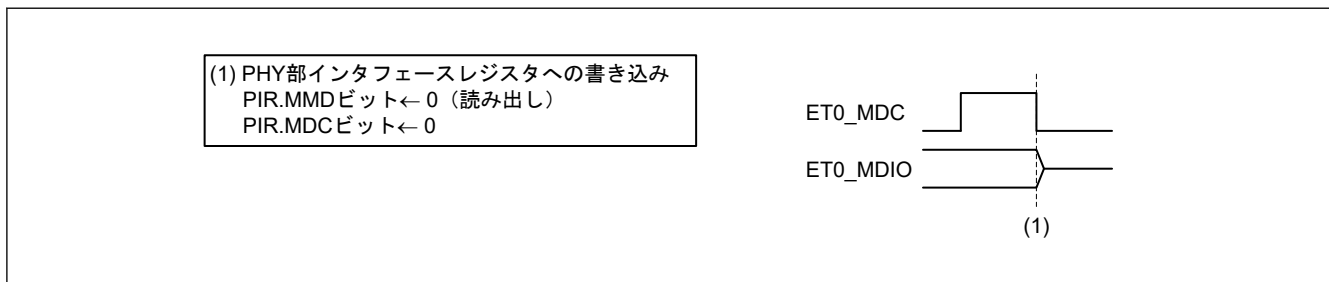 (1) PHY部インタフェースレジスタへの書き込み
PIR.MMDビット← 0（読み出し）
PIR.MDCビット← 0
ET0_MDC
ET0_MDIO
(1)